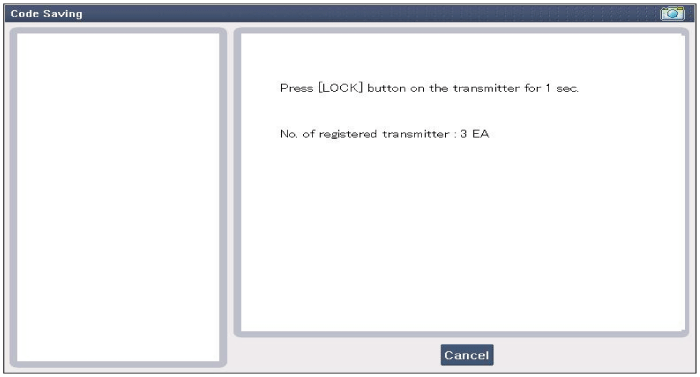 Code Saving
Press [LOCK] button on the transmitter for 1 sec.
No. of registered transmitter : 3 EA
Cancel